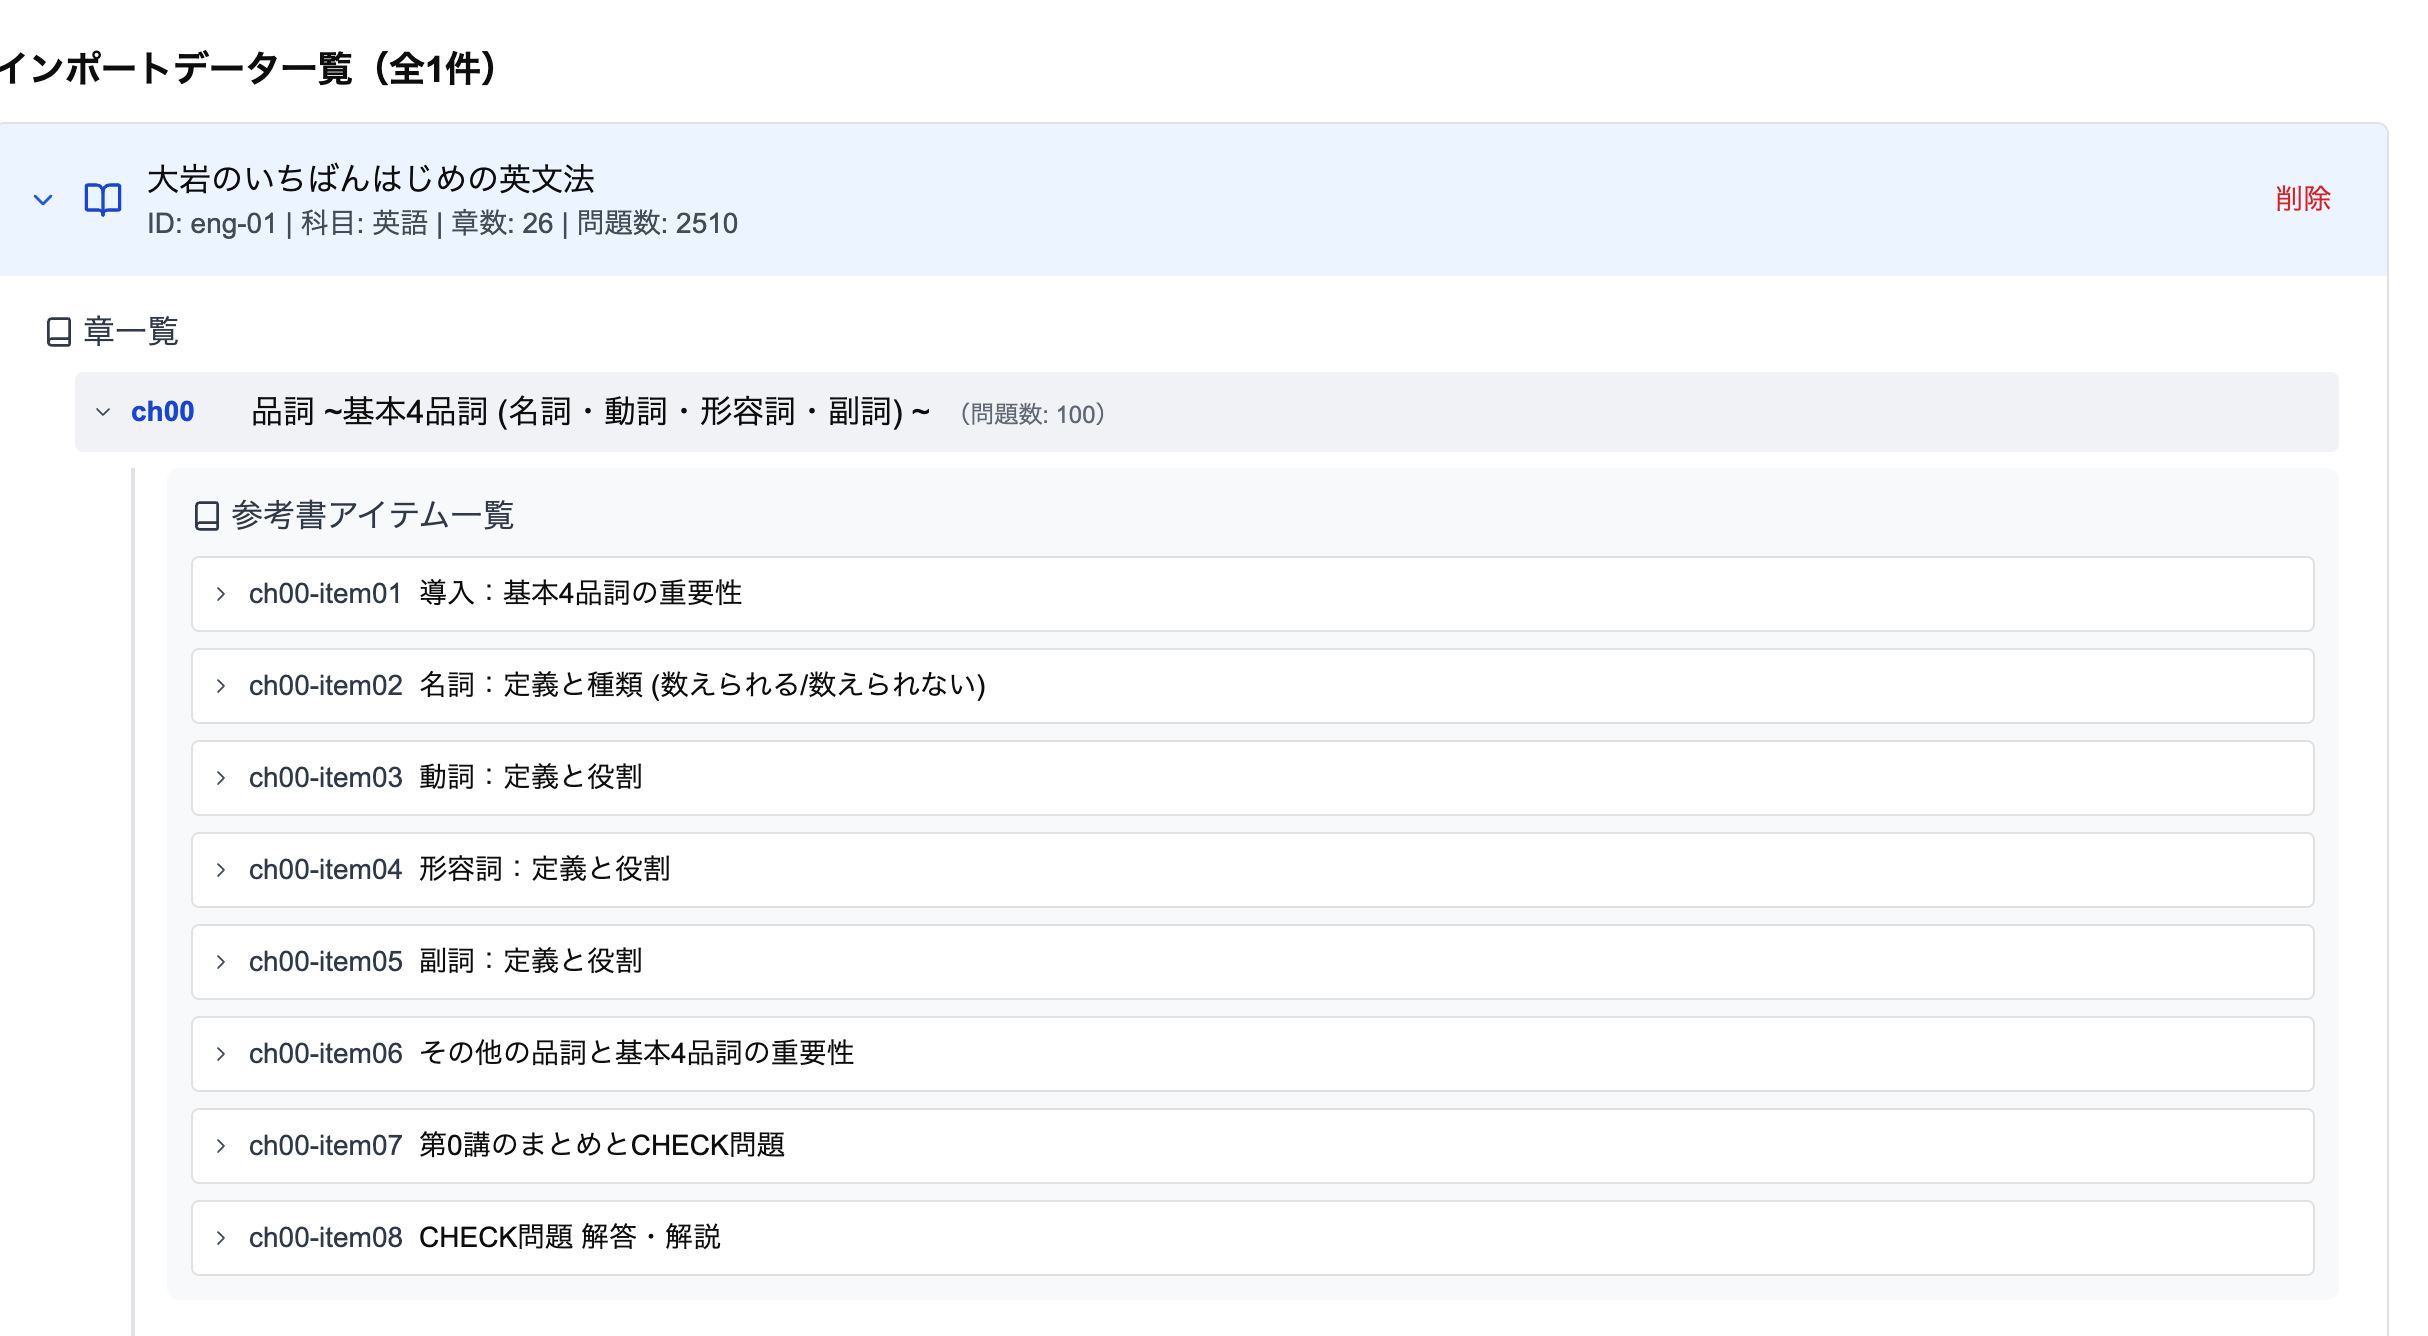 インポートデータ一覧（全1件）
大岩のいちばんはじめの英文法
ID: eng-01 | 科目: 英語 | 章数: 26 | 問題数: 2510
削除
章一覧
ch00 品詞 ~基本4品詞 (名詞・動詞・形容詞・副詞) ~ （問題数: 100）
参考書アイテム一覧
ch00-item01 導入：基本4品詞の重要性
ch00-item02 名詞：定義と種類 (数えられる/数えられない)
ch00-item03 動詞：定義と役割
ch00-item04 形容詞：定義と役割
ch00-item05 副詞：定義と役割
ch00-item06 その他の品詞と基本4品詞の重要性
ch00-item07 第0講のまとめとCHECK問題
ch00-item08 CHECK問題 解答・解説